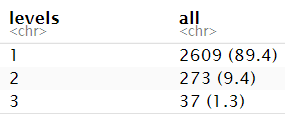 levels all
<chr> <chr>
1 2609 (89.4)
2 273 (9.4)
3 37 (1.3)